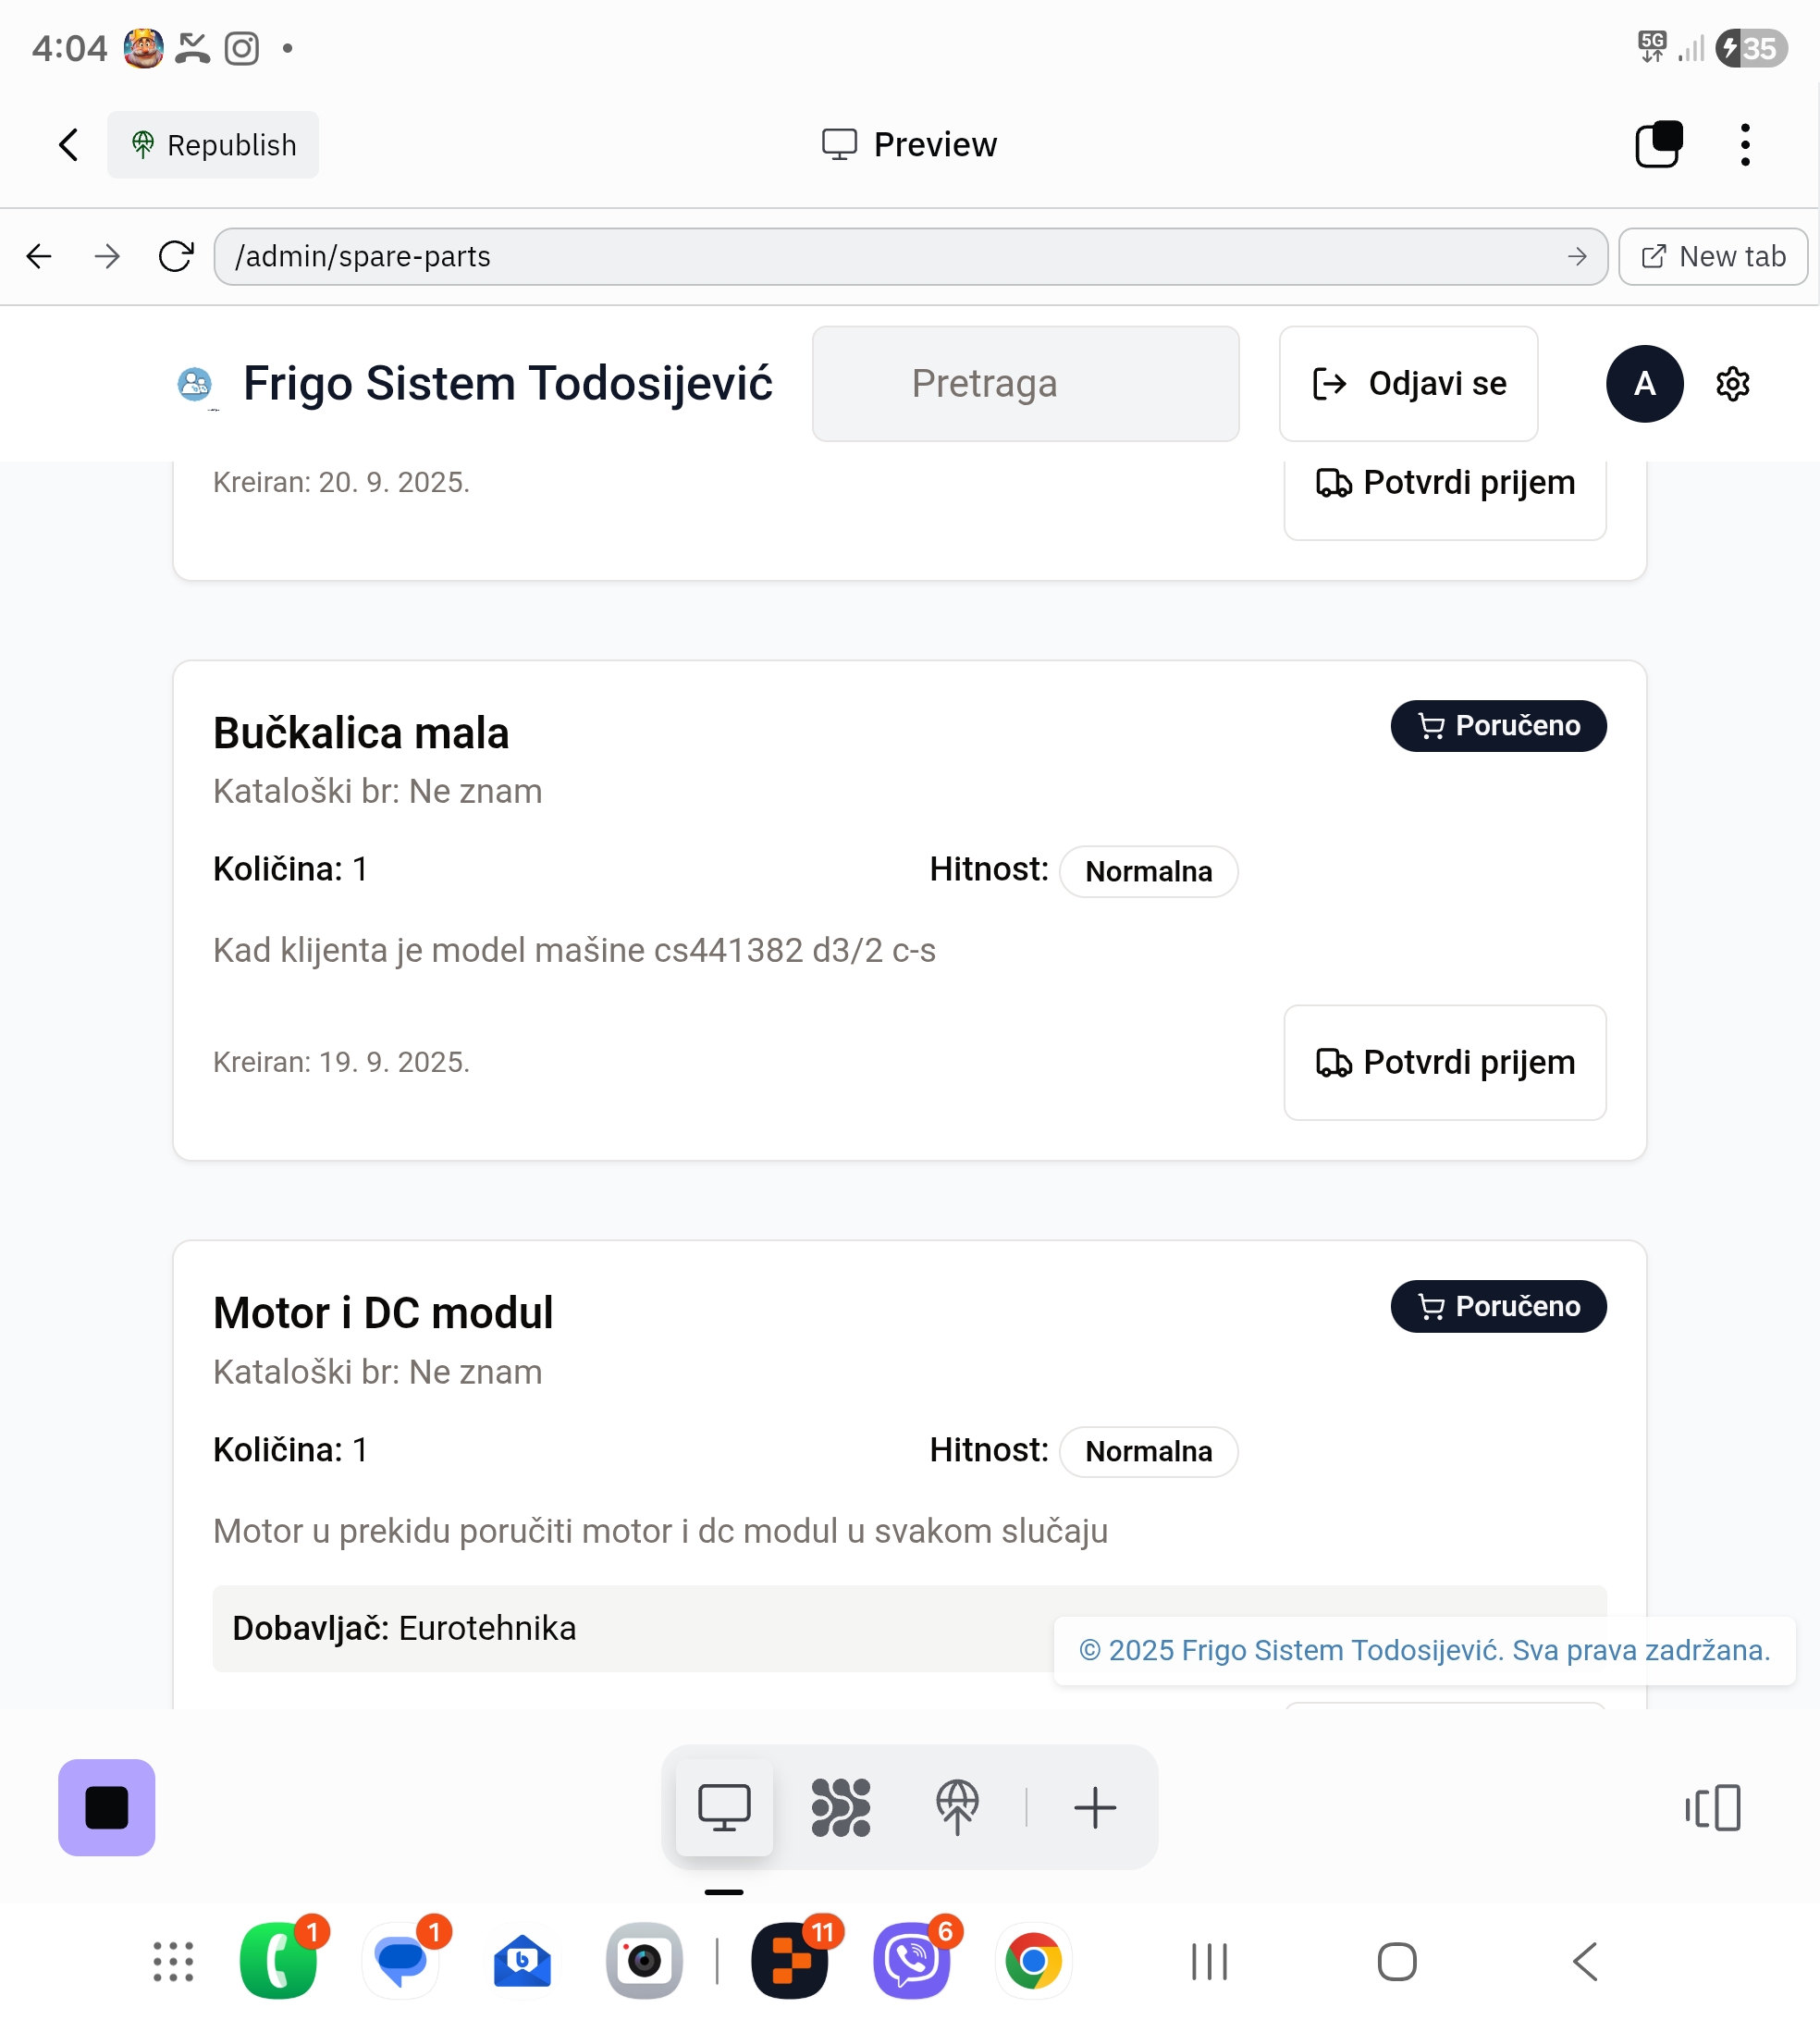 4:04
5G
35
Republish
Preview
/admin/spare-parts
New tab
Frigo Sistem Todosijević
Pretraga
Odjavi se
A
Kreiran: 20. 9. 2025.
Potvrdi prijem
Bučkalica mala
Poručeno
Kataloški br: Ne znam
Količina: 1
Hitnost: Normalna
Kad klijenta je model mašine cs441382 d3/2 c-s
Kreiran: 19. 9. 2025.
Potvrdi prijem
Motor i DC modul
Poručeno
Kataloški br: Ne znam
Količina: 1
Hitnost: Normalna
Motor u prekidu poručiti motor i dc modul u svakom slučaju
Dobavljač: Eurotehnika
© 2025 Frigo Sistem Todosijević. Sva prava zadržana.
1
1
b
11
6